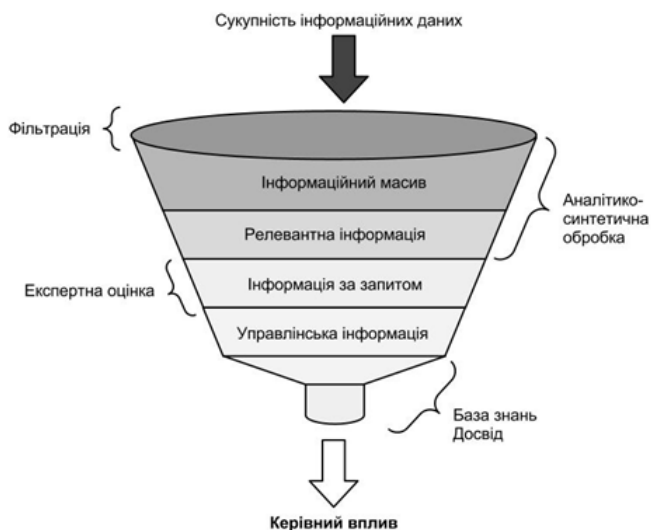 Сукупність інформаційних даних
Фільтрація
Інформаційний масив
Аналітико-
синтетична
обробка
Релевантна інформація
Експертна оцінка
Інформація за запитом
Управлінська інформація
База знань
Досвід
Керівний вплив